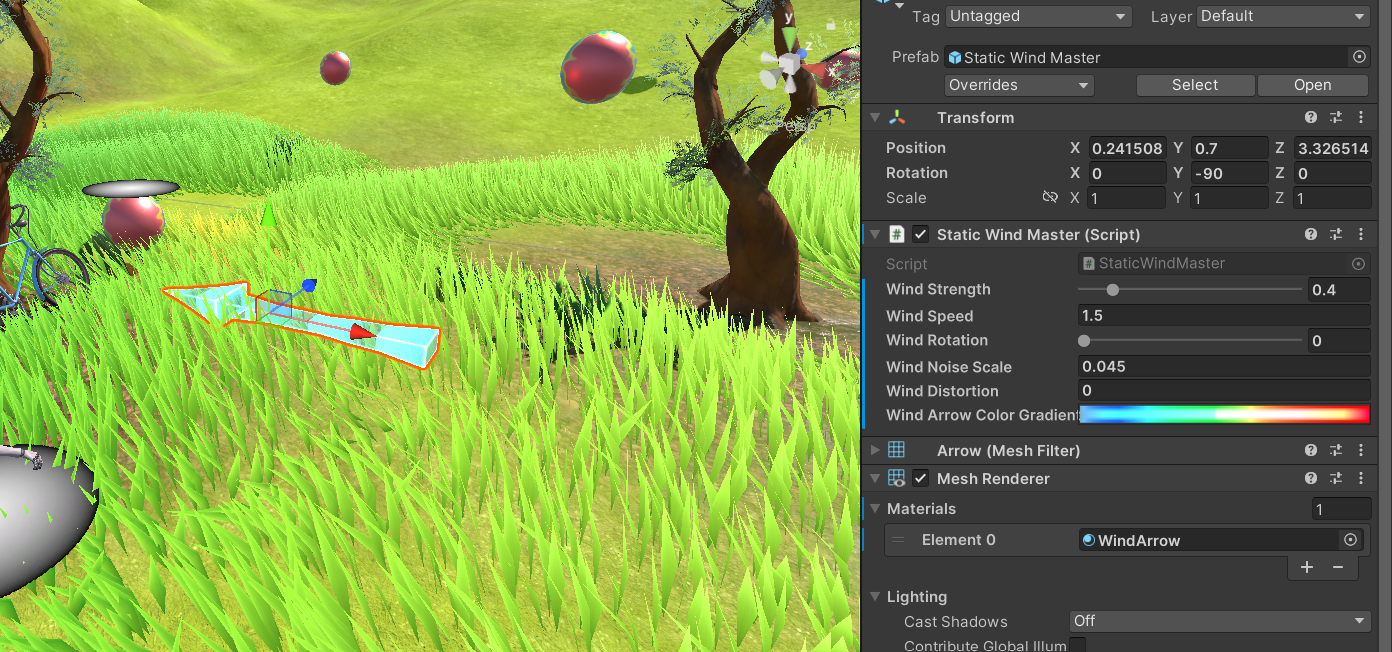 y
z
x
Persp
Tag Untagged Layer Default
Prefab Static Wind Master
Overrides Select Open
Transform
Position X 0.241508 Y 0.7 Z 3.326514
Rotation X 0 Y -90 Z 0
Scale X 1 Y 1 Z 1
# Static Wind Master (Script)
Script # StaticWindMaster
Wind Strength 0.4
Wind Speed 1.5
Wind Rotation 0
Wind Noise Scale 0.045
Wind Distortion 0
Wind Arrow Color Gradient
Arrow (Mesh Filter)
Mesh Renderer
Materials 1
Element 0 WindArrow
+ −
Lighting
Cast Shadows Off
Contribute Global Illum